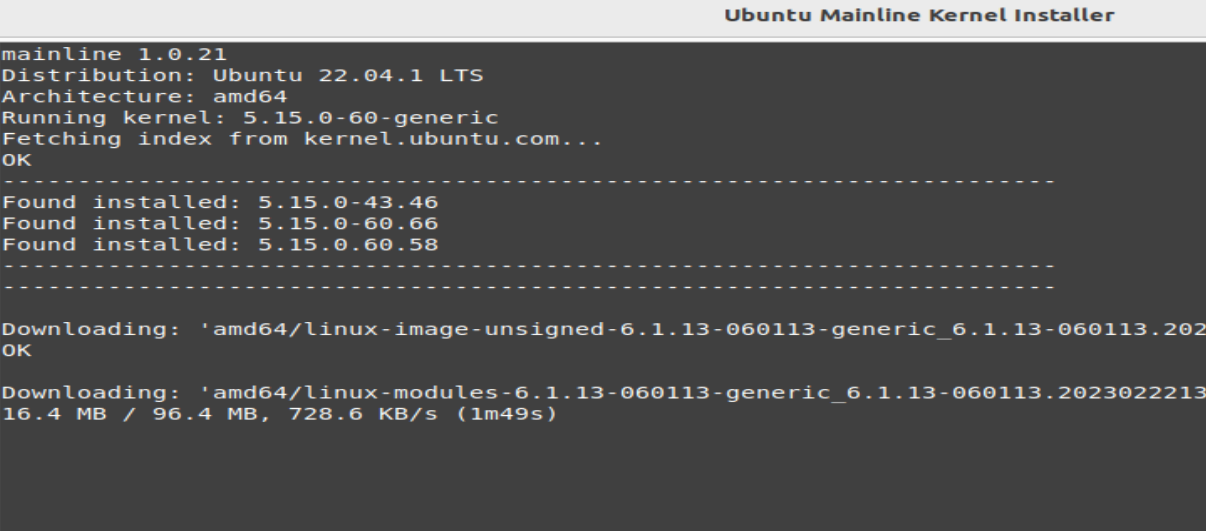 Ubuntu Mainline Kernel Installer
mainline 1.0.21
Distribution: Ubuntu 22.04.1 LTS
Architecture: amd64
Running kernel: 5.15.0-60-generic
Fetching index from kernel.ubuntu.com...
OK
----------------------------------------------------------------------
Found installed: 5.15.0-43.46
Found installed: 5.15.0-60.66
Found installed: 5.15.0.60.58
----------------------------------------------------------------------
----------------------------------------------------------------------
Downloading: 'amd64/linux-image-unsigned-6.1.13-060113-generic_6.1.13-060113.202
OK
Downloading: 'amd64/linux-modules-6.1.13-060113-generic_6.1.13-060113.2023022213
16.4 MB / 96.4 MB, 728.6 KB/s (1m49s)